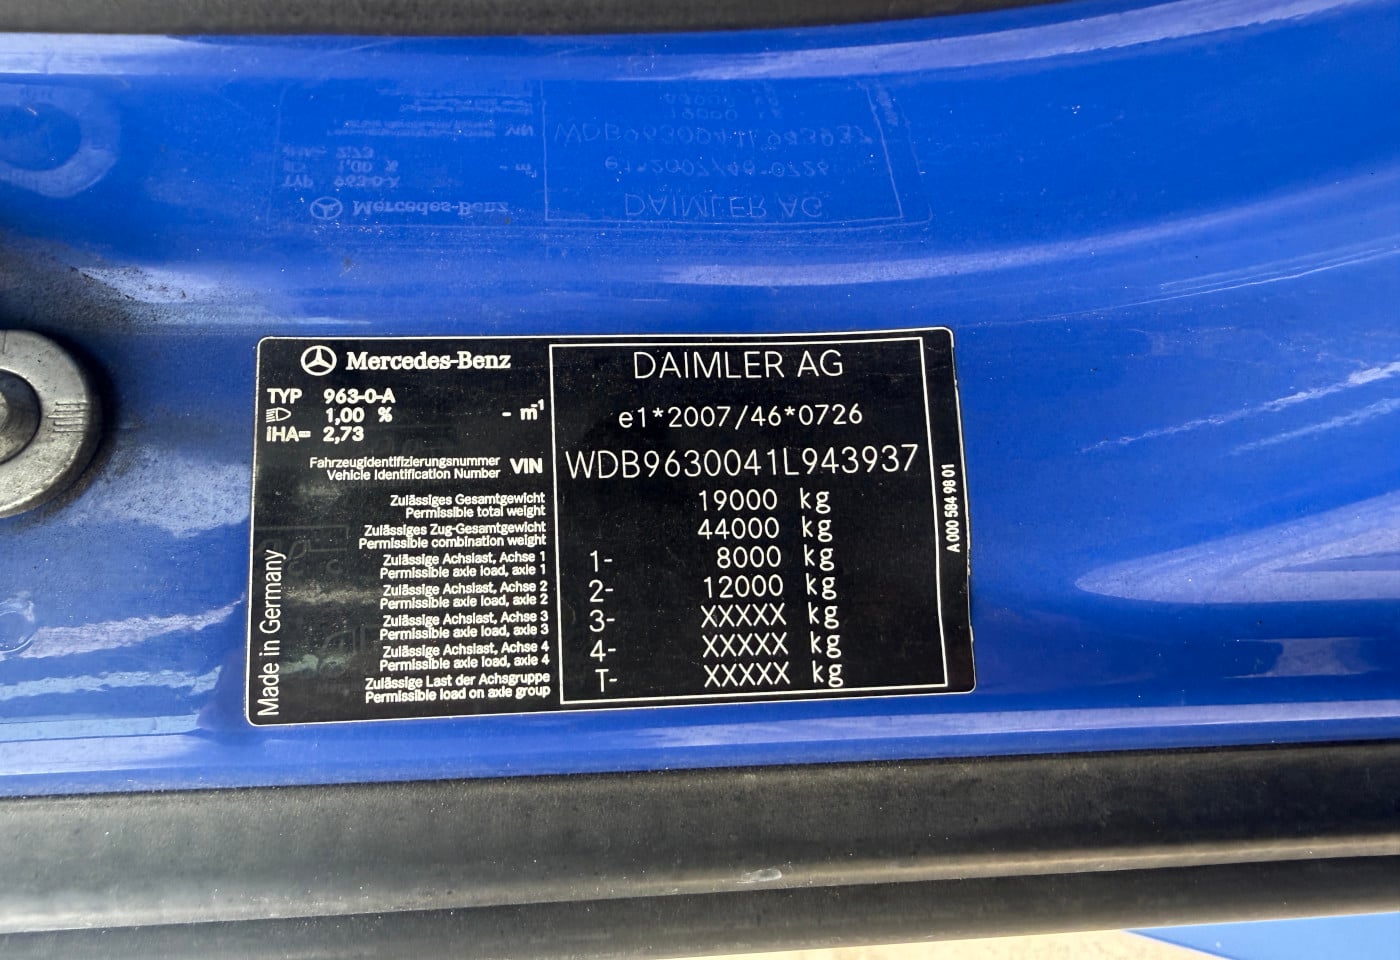 Mercedes-Benz
TYP 963-0-A
1,00 % - m⁻¹
iHA= 2,73
Fahrzeugidentifizierungsnummer
Vehicle Identification Number
VIN
Zulässiges Gesamtgewicht
Permissible total weight
Zulässiges Zug-Gesamtgewicht
Permissible combination weight
Zulässige Achslast, Achse 1
Permissible axle load, axle 1
Zulässige Achslast, Achse 2
Permissible axle load, axle 2
Zulässige Achslast, Achse 3
Permissible axle load, axle 3
Zulässige Achslast, Achse 4
Permissible axle load, axle 4
Zulässige Last der Achsgruppe
Permissible load on axle group
Made in Germany
DAIMLER AG
e1*2007/46*0726
WDB9630041L943937
19000 kg
44000 kg
1- 8000 kg
2- 12000 kg
3- XXXXX kg
4- XXXXX kg
T- XXXXX kg
A 000 584 98 01